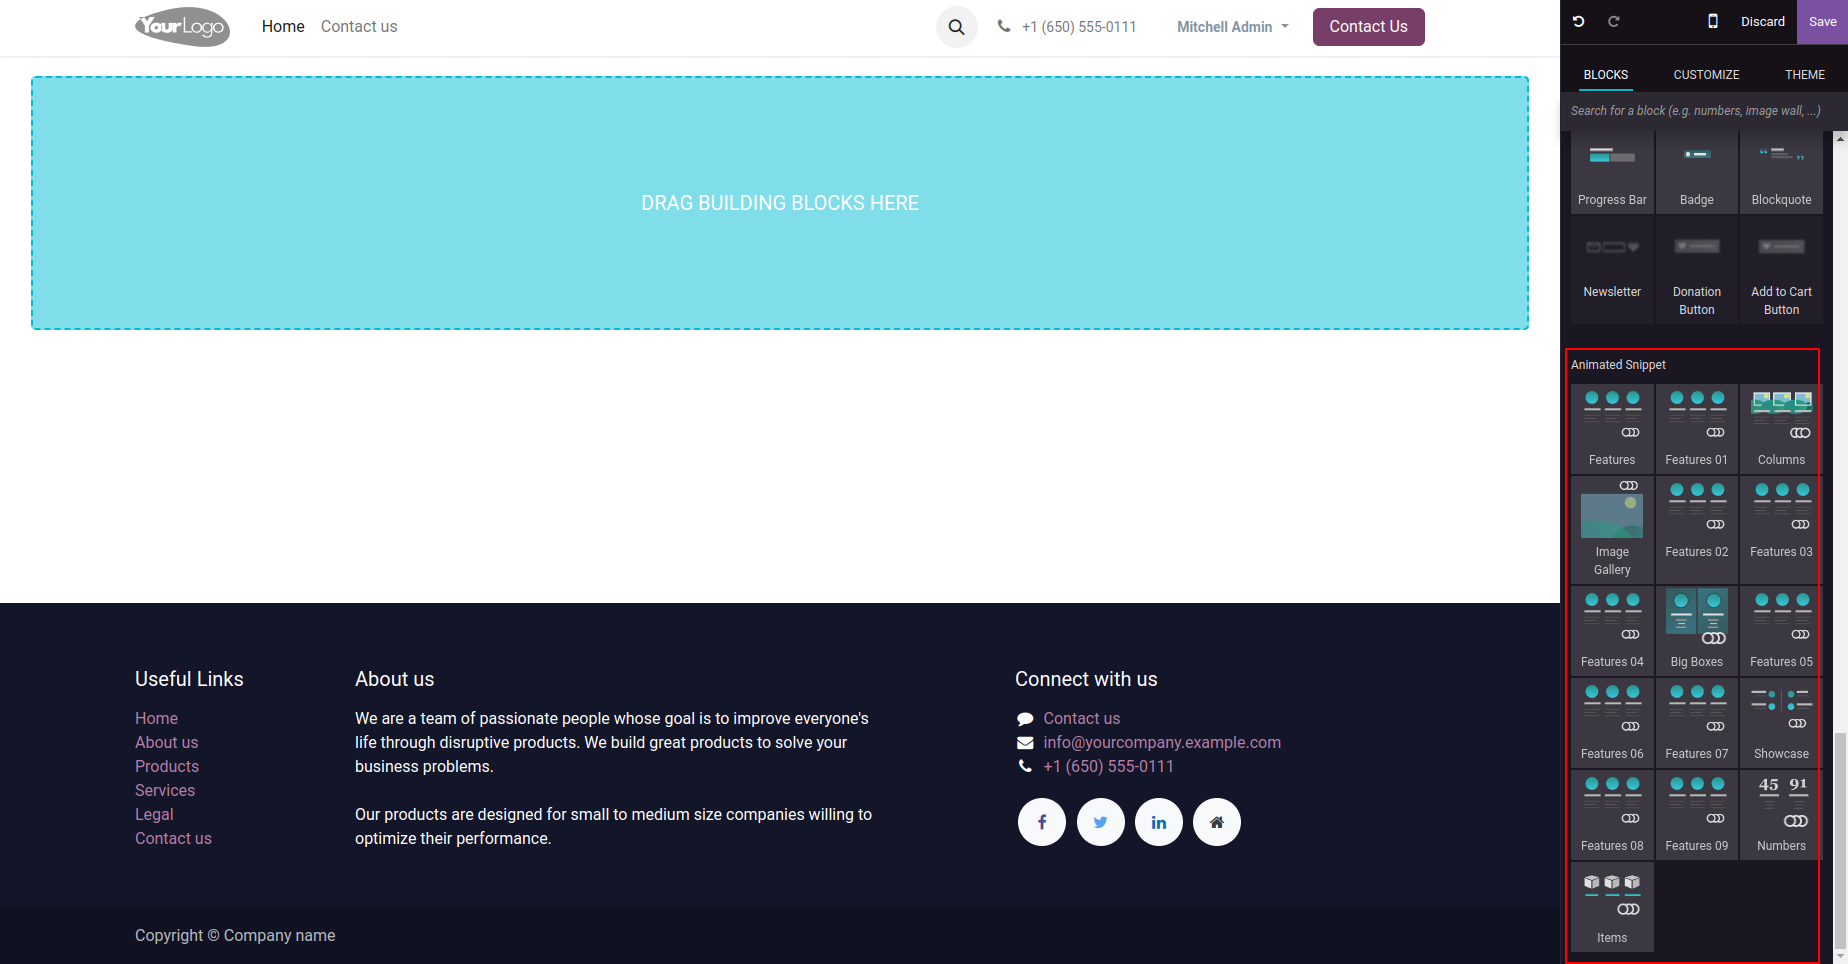 YourLogo
Home
Contact us
+1 (650) 555-0111
Mitchell Admin
Contact Us
Discard
Save
BLOCKS
CUSTOMIZE
THEME
Search for a block (e.g. numbers, image wall, ...)
DRAG BUILDING BLOCKS HERE
Progress Bar
Badge
Blockquote
Newsletter
Donation
Button
Add to Cart
Button
Animated Snippet
Features
Features 01
Columns
Image
Gallery
Features 02
Features 03
Features 04
Big Boxes
Features 05
Features 06
Features 07
Showcase
Features 08
Features 09
45 91
Numbers
Items
Useful Links
Home
About us
Products
Services
Legal
Contact us
About us
We are a team of passionate people whose goal is to improve everyone's
life through disruptive products. We build great products to solve your
business problems.
Our products are designed for small to medium size companies willing to
optimize their performance.
Connect with us
Contact us
info@yourcompany.example.com
+1 (650) 555-0111
Copyright © Company name